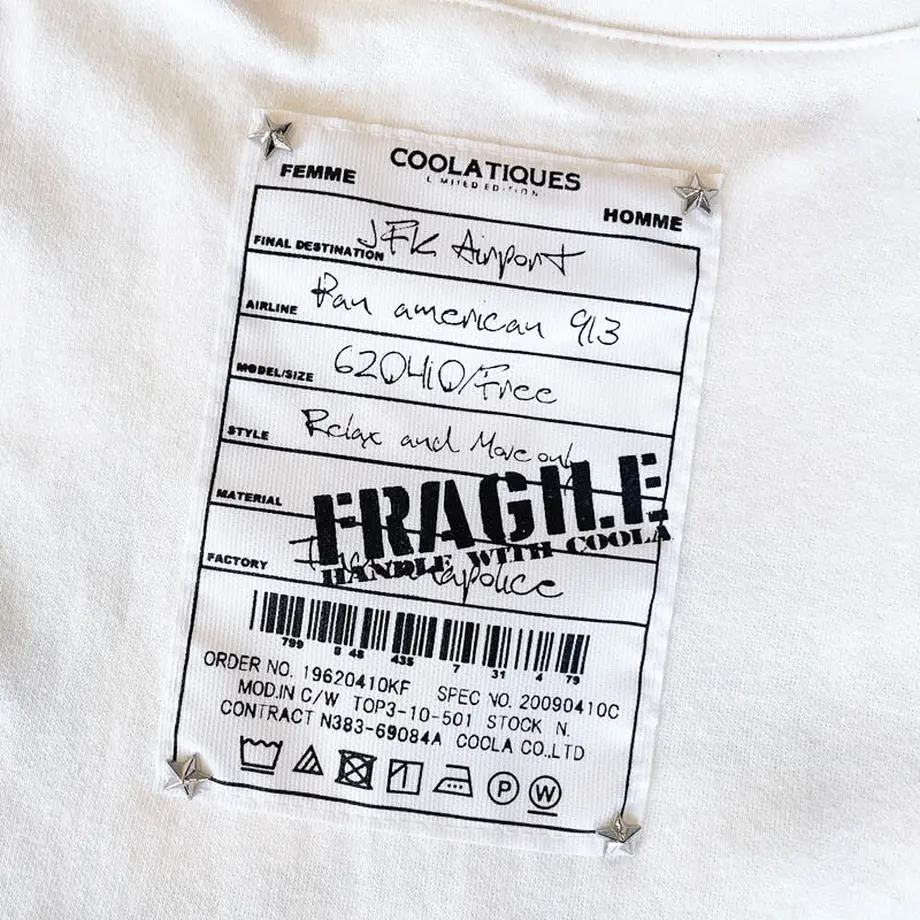 COOLATIQUES
LIMITED EDITION
FEMME
HOMME
FINAL DESTINATION JFK Airport
AIRLINE Pan american 913
MODEL/SIZE 620410/Free
STYLE Relax and Move only
MATERIAL
FRAGILE
HANDLE WITH COOLA
FACTORY
799 8 48 435 7 31 4 79
ORDER NO. 19620410KF SPEC NO. 20090410C
MOD.IN C/W TOP3-10-501 STOCK N.
CONTRACT N383-69084A COOLA CO.,LTD
P W